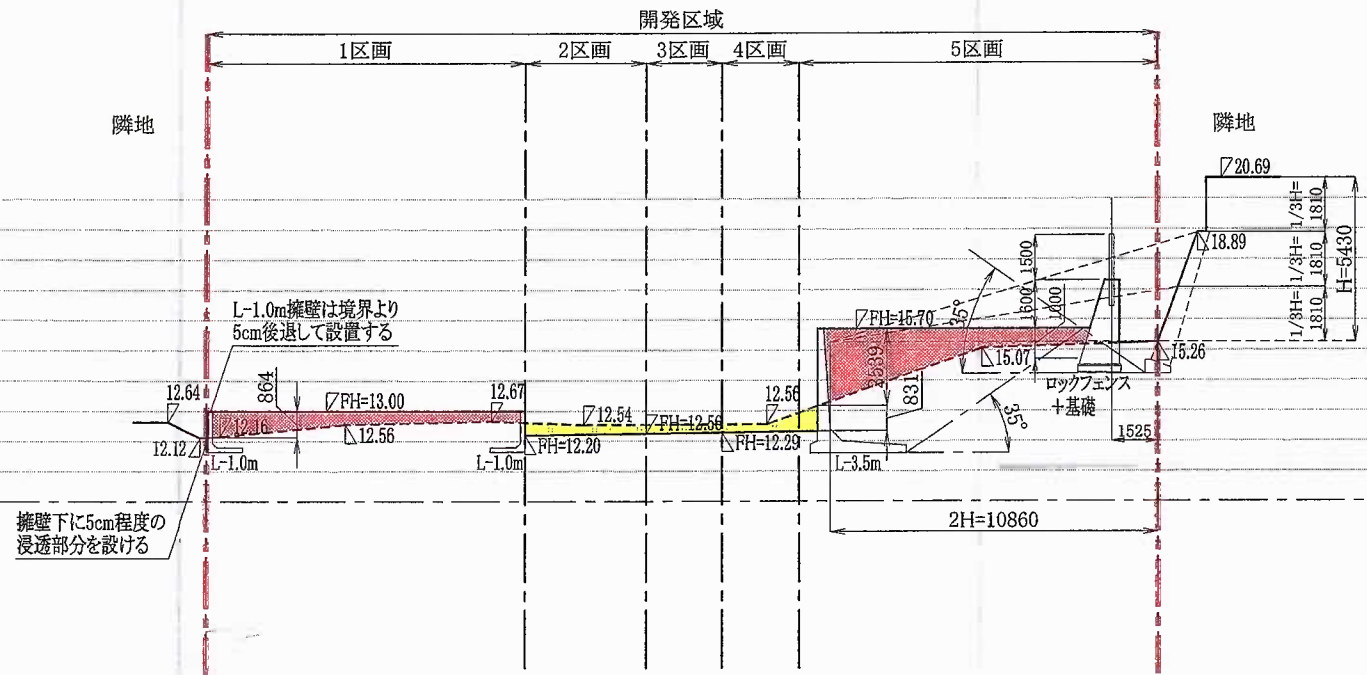 開発区域
1区画
2区画
3区画
4区画
5区画
隣地
隣地
20.69
1/3H=
1810
18.89
1/3H=
1810
H=5430
1/3H=
1810
15.26
1500
1600
1000
35°
FH=15.70
2539
15.07
831
ロックフェンス
+基礎
35°
1525
L-1.0m擁壁は境界より
5cm後退して設置する
864
12.64
FH=13.00
12.67
12.16
12.56
12.12
L-1.0m
L-1.0m
12.54
12.56
FH=12.56
FH=12.20
FH=12.29
L-3.5m
2H=10860
擁壁下に5cm程度の
浸透部分を設ける